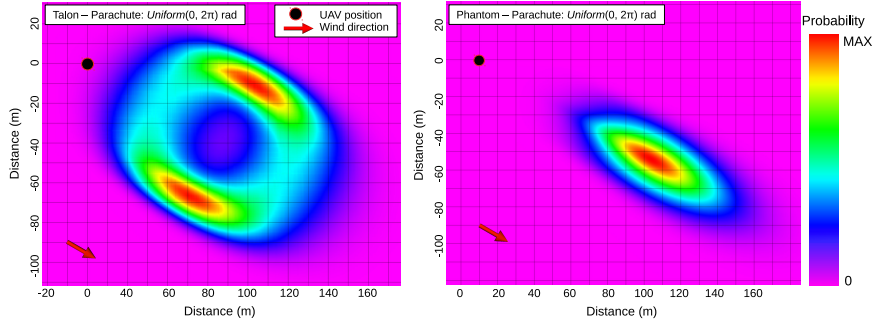 Talon – Parachute: Uniform(0, 2π) rad
UAV position
Wind direction
Distance (m)
20
0
-20
-40
-60
-80
-100
-20 0 40 60 80 100 120 140 160
Distance (m)
Phantom – Parachute: Uniform(0, 2π) rad
Distance (m)
20
0
-20
-40
-60
-80
-100
0 20 40 60 80 100 120 140 160
Distance (m)
Probability
MAX
0